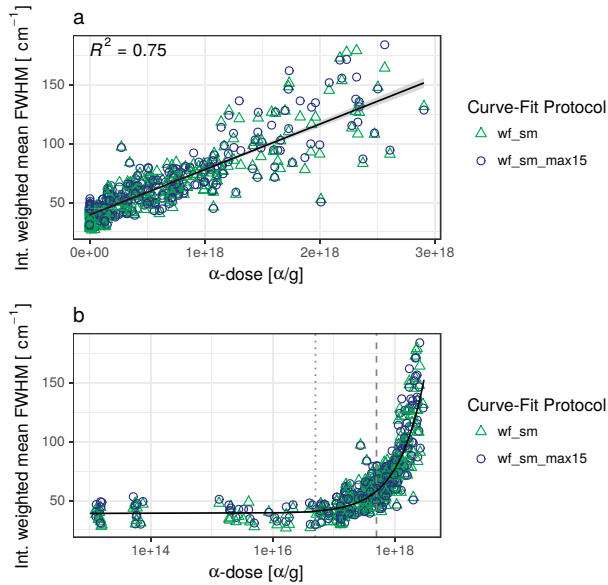 a
R² = 0.75
Int. weighted mean FWHM [ cm⁻¹]
150
100
50
0e+00
1e+18
2e+18
3e+18
α-dose [α/g]
Curve-Fit Protocol
wf_sm
wf_sm_max15
b
Int. weighted mean FWHM [ cm⁻¹]
150
100
50
1e+14
1e+16
1e+18
α-dose [α/g]
Curve-Fit Protocol
wf_sm
wf_sm_max15